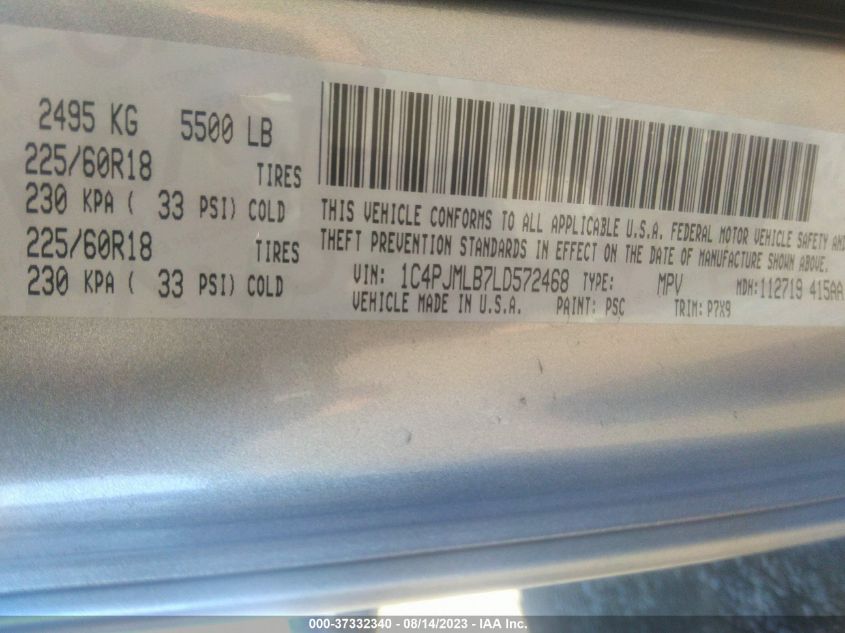 2495 KG 5500 LB
225/60R18 TIRES
230 KPA ( 33 PSI) COLD
225/60R18 TIRES
230 KPA ( 33 PSI) COLD
THIS VEHICLE CONFORMS TO ALL APPLICABLE U.S.A. FEDERAL MOTOR VEHICLE SAFETY AND
THEFT PREVENTION STANDARDS IN EFFECT ON THE DATE OF MANUFACTURE SHOWN ABOVE.
VIN: 1C4PJMLB7LD572468 TYPE: MPV MDH:112719 415AA
VEHICLE MADE IN U.S.A. PAINT: PSC TRIM: P7X9
000-37332340 - 08/14/2023 - IAA Inc.